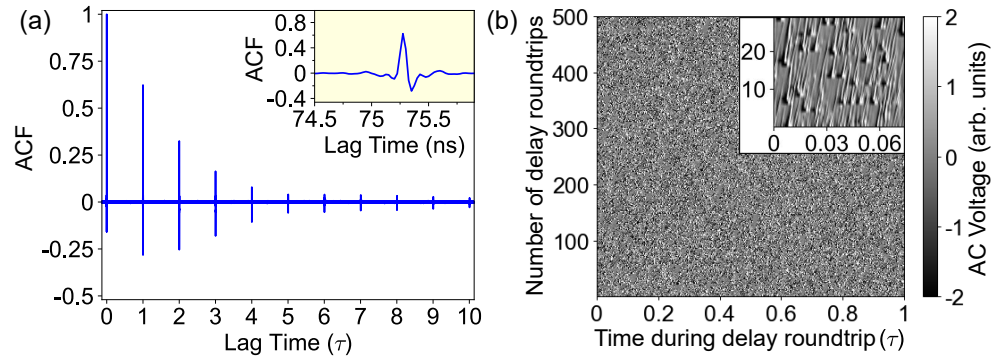 (a)
1
0.75
0.5
0.25
0
-0.25
-0.5
ACF
0 1 2 3 4 5 6 7 8 9 10
Lag Time (τ)
0.8
0.4
0
-0.4
ACF
74.5 75 75.5
Lag Time (ns)
(b)
500
400
300
200
100
Number of delay roundtrips
0 0.2 0.4 0.6 0.8 1
Time during delay roundtrip (τ)
20
10
0 0.03 0.06
2
1
0
-1
-2
AC Voltage (arb. units)